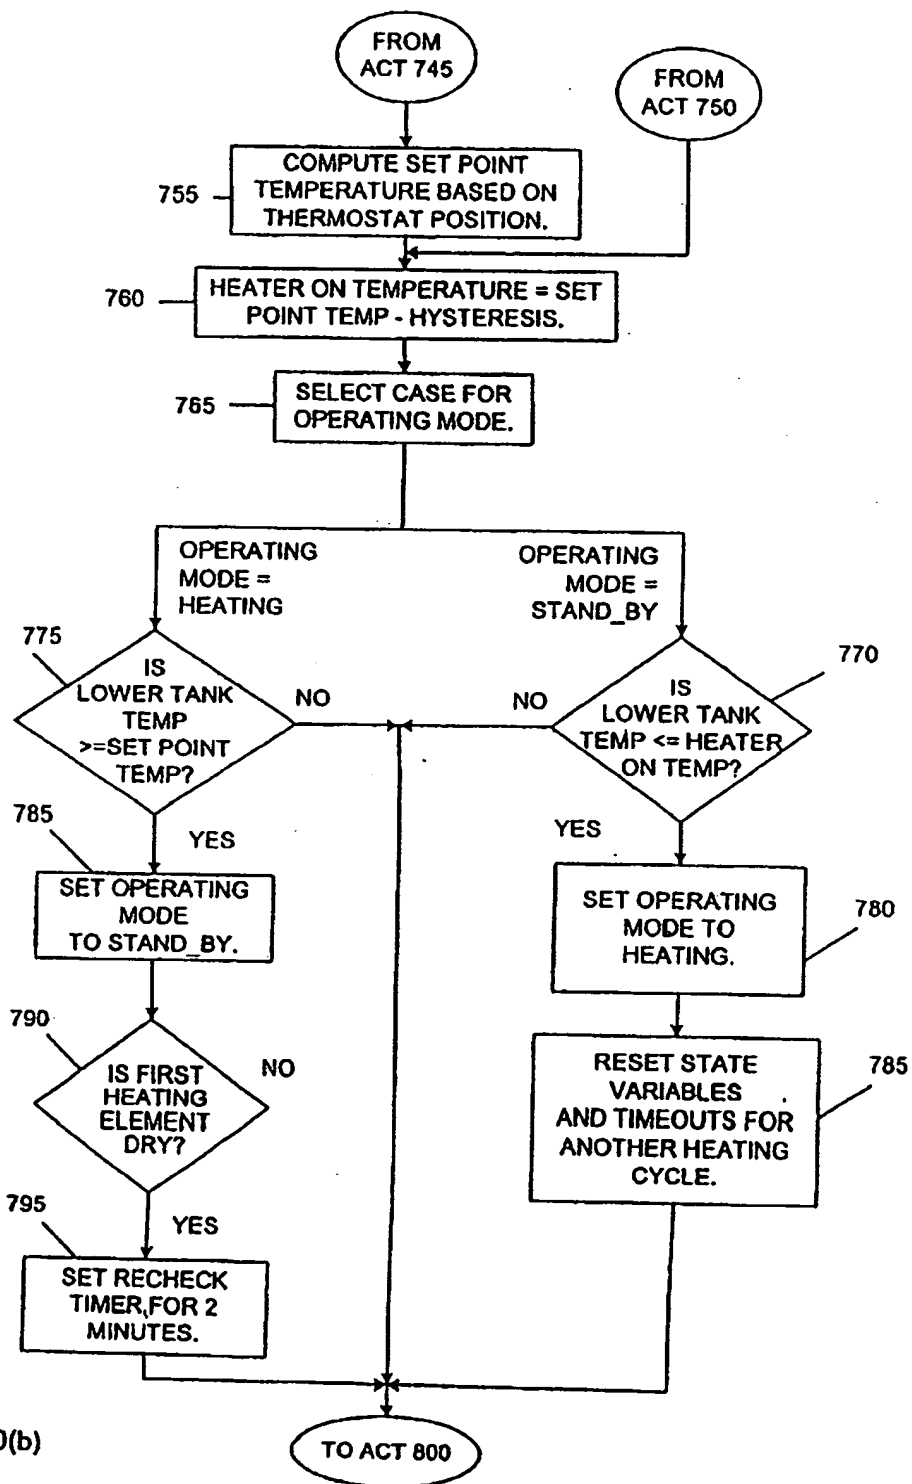 FROM
ACT 745
FROM
ACT 750
755
COMPUTE SET POINT
TEMPERATURE BASED ON
THERMOSTAT POSITION.
760
HEATER ON TEMPERATURE = SET
POINT TEMP - HYSTERESIS.
765
SELECT CASE FOR
OPERATING MODE.
OPERATING
MODE =
HEATING
OPERATING
MODE =
STAND_BY
775
IS
LOWER TANK
TEMP
>=SET POINT
TEMP?
NO
770
IS
LOWER TANK
TEMP <= HEATER
ON TEMP?
NO
785
YES
SET OPERATING
MODE
TO STAND_BY.
YES
780
SET OPERATING
MODE TO
HEATING.
790
IS FIRST
HEATING
ELEMENT
DRY?
NO
785
RESET STATE
VARIABLES
AND TIMEOUTS FOR
ANOTHER HEATING
CYCLE.
795
YES
SET RECHECK
TIMER FOR 2
MINUTES.
(b)
TO ACT 800